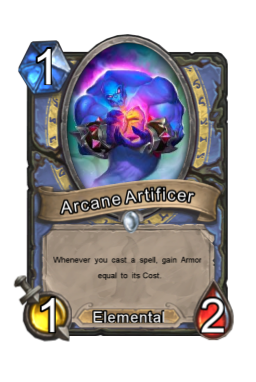 1
Arcane Artificer
Whenever you cast a spell, gain Armor
equal to its Cost.
1
Elemental
2